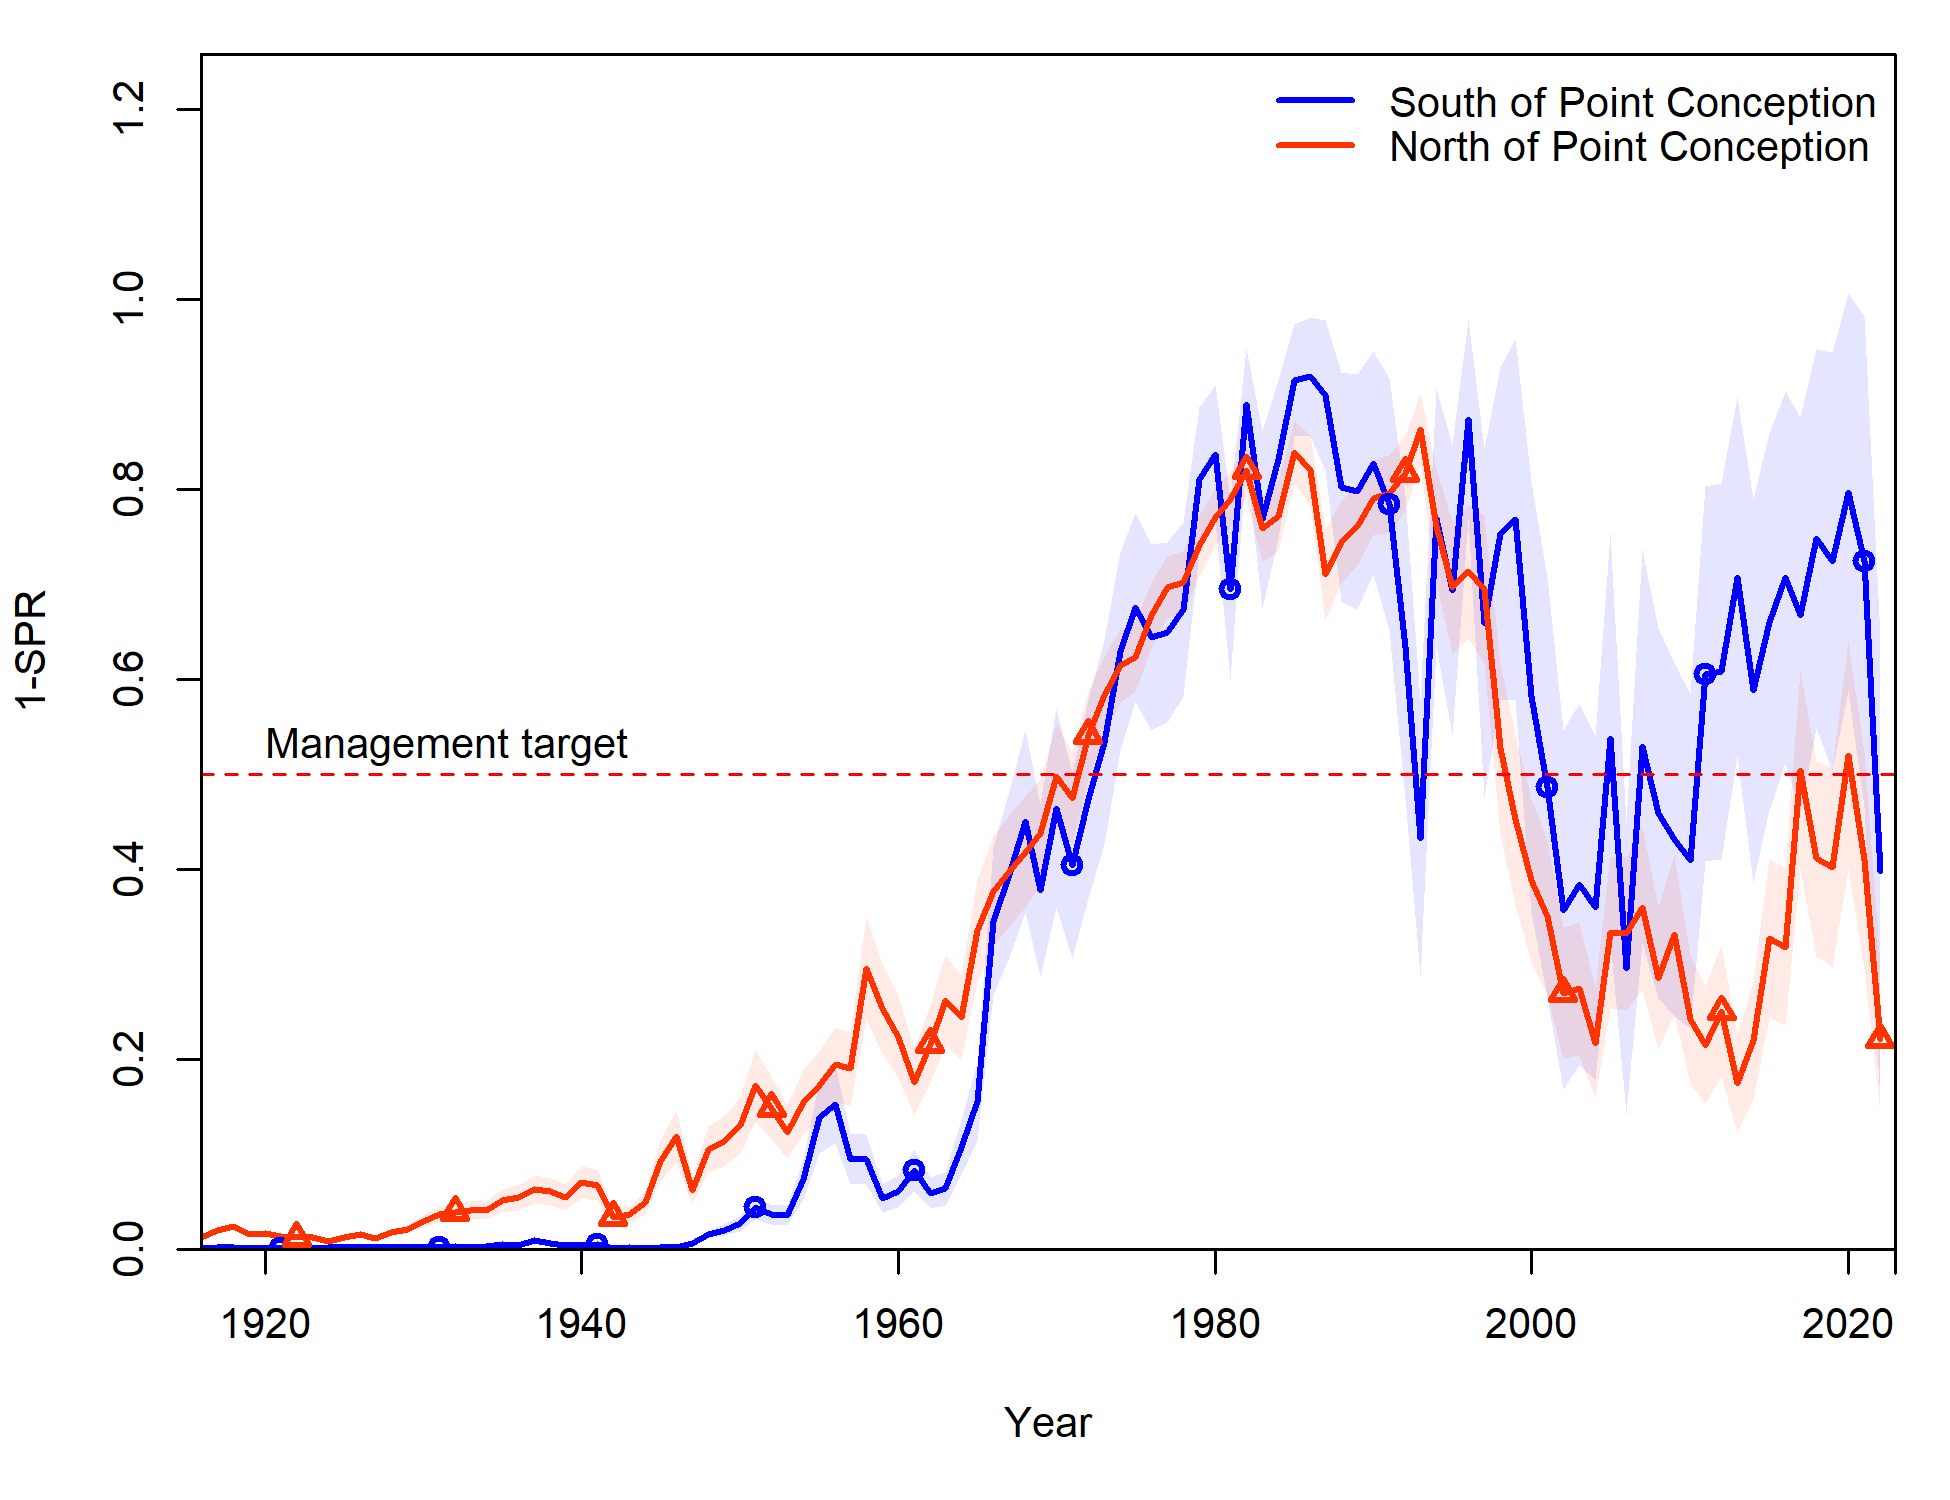 South of Point Conception
North of Point Conception
Management target
1-SPR
0.0
0.2
0.4
0.6
0.8
1.0
1.2
1920
1940
1960
1980
2000
2020
Year